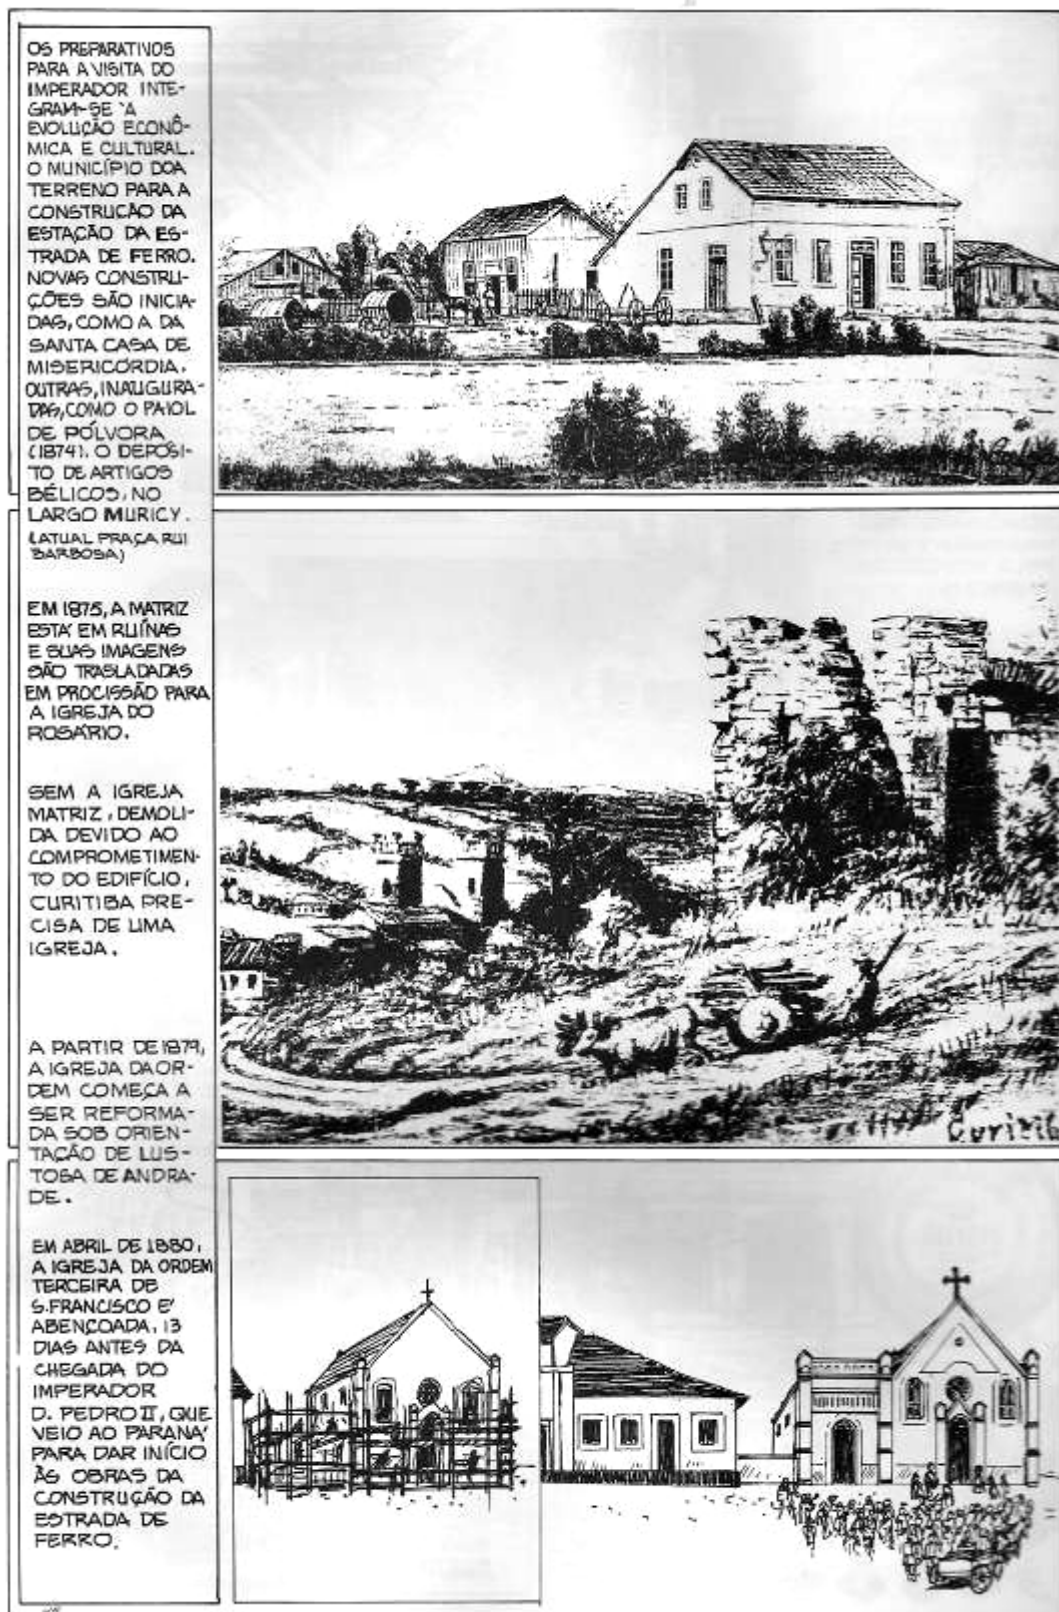 OS PREPARATIVOS
PARA A VISITA DO
IMPERADOR INTE-
GRAM-SE 'A
EVOLUÇÃO ECONÔ-
MICA E CULTURAL.
O MUNICÍPIO DOA
TERRENO PARA A
CONSTRUÇÃO DA
ESTAÇÃO DA ES-
TRADA DE FERRO.
NOVAS CONSTRU-
ÇÕES SÃO INICIA-
DAS, COMO A DA
SANTA CASA DE
MISERICÓRDIA.
OUTRAS, INAUGURA-
DAS, COMO O PAIOL
DE PÓLVORA
(1874). O DEPÓSI-
TO DE ARTIGOS
BÉLICOS, NO
LARGO MURICY.
(ATUAL PRAÇA RUI
BARBOSA)
EM 1875, A MATRIZ
ESTÁ EM RUÍNAS
E SUAS IMAGENS
SÃO TRASLADADAS
EM PROCISSÃO PARA
A IGREJA DO
ROSÁRIO.
SEM A IGREJA
MATRIZ, DEMOLI-
DA DEVIDO AO
COMPROMETIMEN-
TO DO EDIFÍCIO,
CURITIBA PRE-
CISA DE UMA
IGREJA.
A PARTIR DE 1879,
A IGREJA DA OR-
DEM COMEÇA A
SER REFORMA-
DA SOB ORIEN-
TAÇÃO DE LUS-
TOSA DE ANDRA-
DE.
EM ABRIL DE 1880,
A IGREJA DA ORDEM
TERCEIRA DE
S. FRANCISCO É
ABENÇOADA, 13
DIAS ANTES DA
CHEGADA DO
IMPERADOR
D. PEDRO II, QUE
VEIO AO PARANÁ
PARA DAR INÍCIO
ÀS OBRAS DA
CONSTRUÇÃO DA
ESTRADA DE
FERRO.